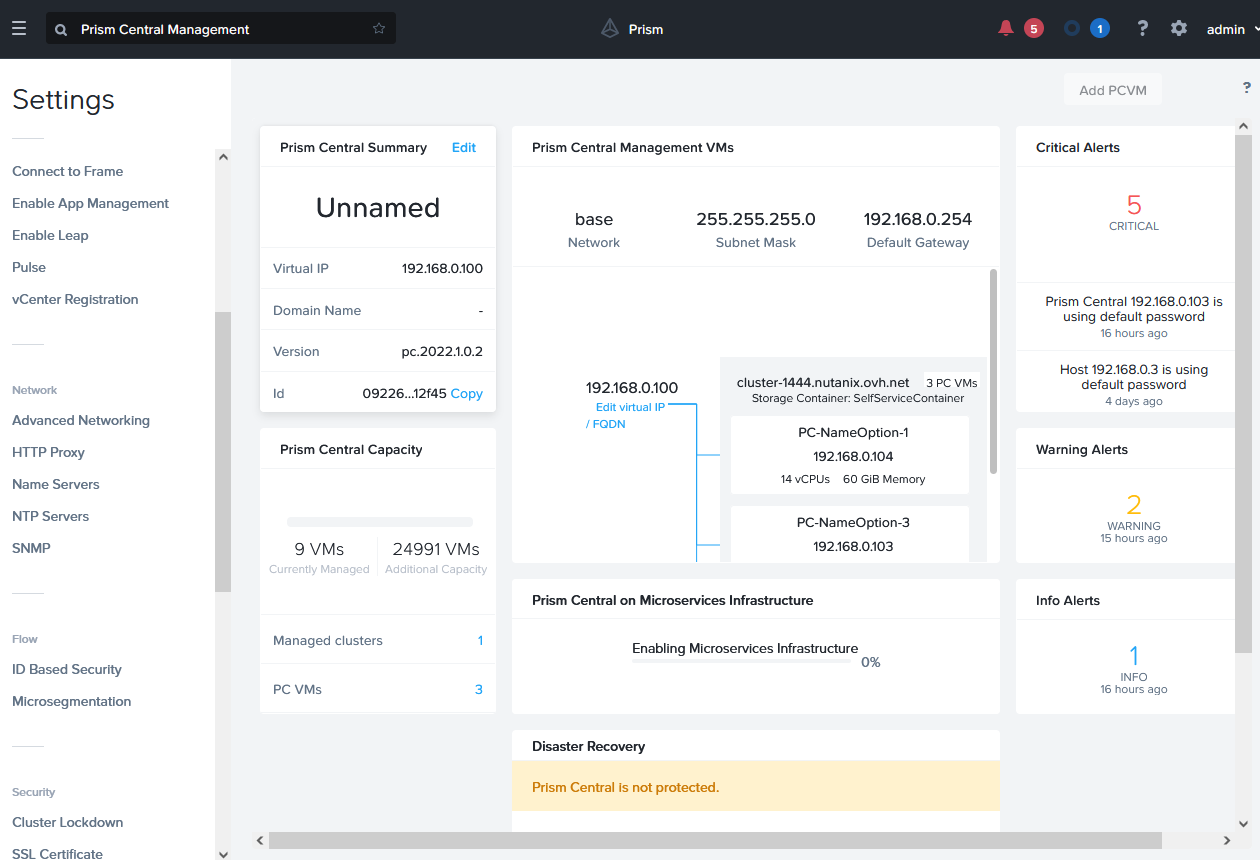 Prism Central Management
Prism
5
1
?
admin
Settings
Connect to Frame
Enable App Management
Enable Leap
Pulse
vCenter Registration
Network
Advanced Networking
HTTP Proxy
Name Servers
NTP Servers
SNMP
Flow
ID Based Security
Microsegmentation
Security
Cluster Lockdown
SSL Certificate
Add PCVM
?
Prism Central Summary Edit
Unnamed
Virtual IP 192.168.0.100
Domain Name -
Version pc.2022.1.0.2
Id 09226...12f45 Copy
Prism Central Capacity
9 VMs 24991 VMs
Currently Managed Additional Capacity
Managed clusters 1
PC VMs 3
Prism Central Management VMs
base 255.255.255.0 192.168.0.254
Network Subnet Mask Default Gateway
192.168.0.100
Edit virtual IP
/ FQDN
cluster-1444.nutanix.ovh.net 3 PC VMs
Storage Container: SelfServiceContainer
PC-NameOption-1
192.168.0.104
14 vCPUs 60 GiB Memory
PC-NameOption-3
192.168.0.103
Prism Central on Microservices Infrastructure
Enabling Microservices Infrastructure
0%
Disaster Recovery
Prism Central is not protected.
Critical Alerts
5
CRITICAL
Prism Central 192.168.0.103 is
using default password
16 hours ago
Host 192.168.0.3 is using
default password
4 days ago
Warning Alerts
2
WARNING
15 hours ago
Info Alerts
1
INFO
16 hours ago